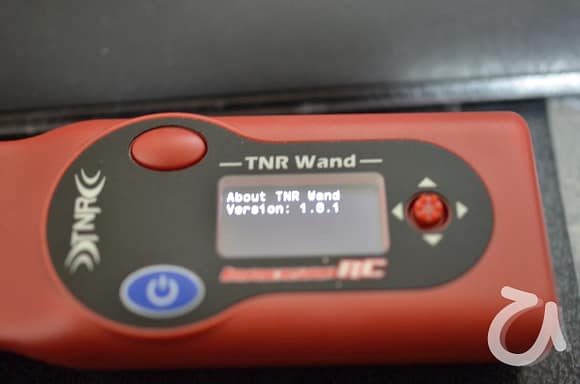 TNR Wand
About TNR Wand
Version: 1.8.1
TNR
RC